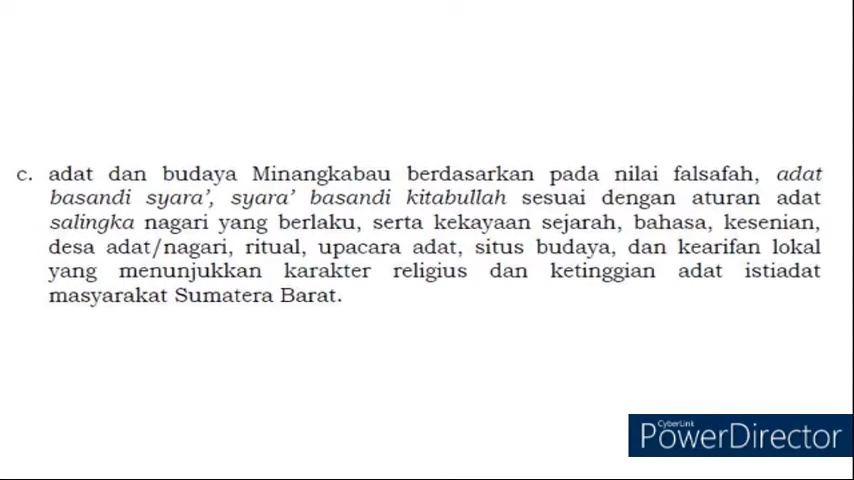 c. adat dan budaya Minangkabau berdasarkan pada nilai falsafah, adat
basandi syara’, syara’ basandi kitabullah sesuai dengan aturan adat
salingka nagari yang berlaku, serta kekayaan sejarah, bahasa, kesenian,
desa adat/nagari, ritual, upacara adat, situs budaya, dan kearifan lokal
yang menunjukkan karakter religius dan ketinggian adat istiadat
masyarakat Sumatera Barat.
CyberLink
PowerDirector